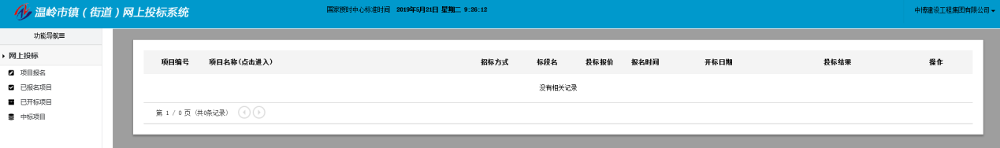 温岭市镇（街道）网上投标系统
国家授时中心标准时间 2019年5月21日 星期二 9:26:12
中博建设工程集团有限公司
功能导航
网上投标
项目报名
已报名项目
已开标项目
中标项目
项目编号 项目名称(点击进入) 招标方式 标段名 投标报价 报名时间 开标日期 投标结果 操作
没有相关记录
第 1 / 0 页 (共0条记录)